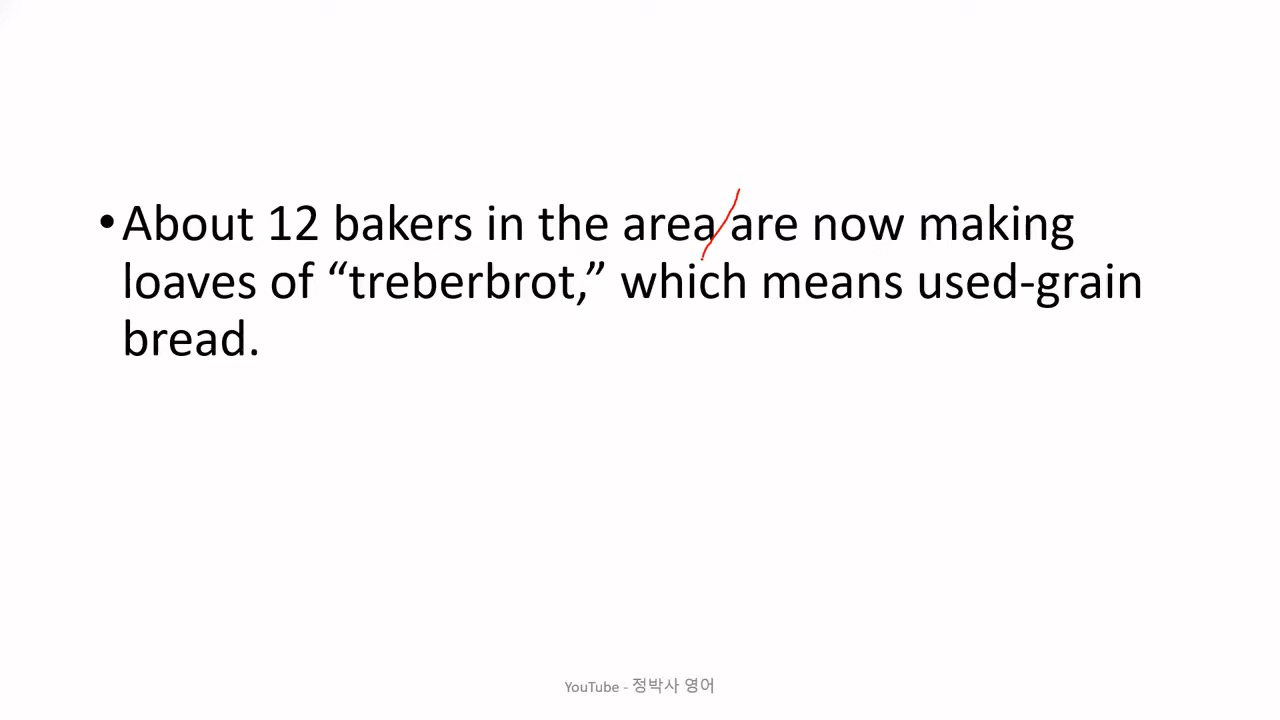 •About 12 bakers in the area are now making
loaves of “treberbrot,” which means used-grain
bread.
YouTube - 정박사 영어